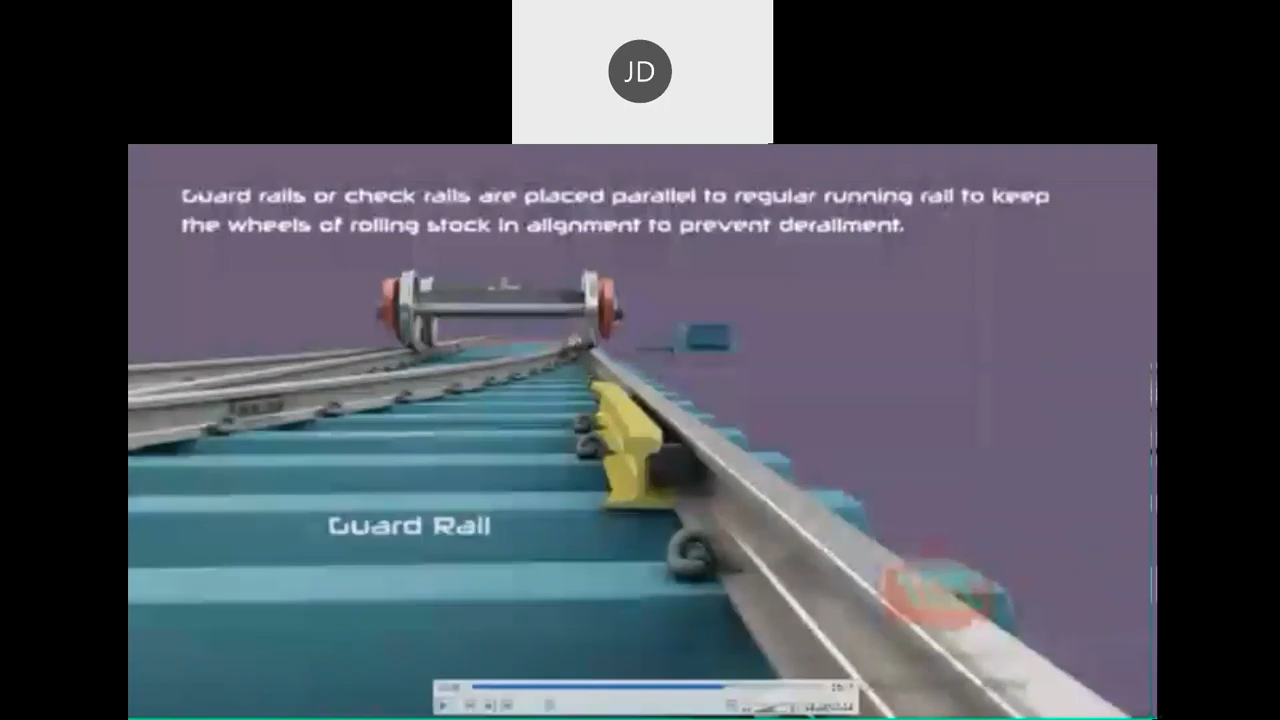 JD
Guard rails or check rails are placed parallel to regular running rail to keep
the wheels of rolling stock in alignment to prevent derailment.
Guard Rail